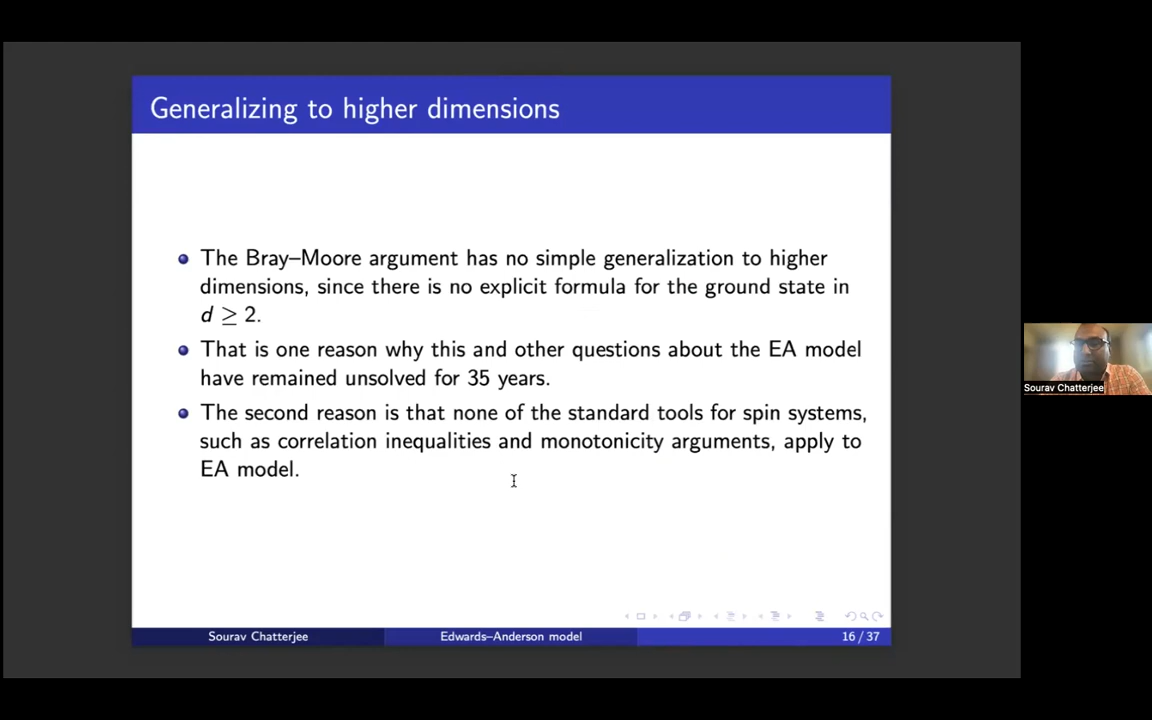 Generalizing to higher dimensions
The Bray–Moore argument has no simple generalization to higher
dimensions, since there is no explicit formula for the ground state in
d ≥ 2.
That is one reason why this and other questions about the EA model
have remained unsolved for 35 years.
The second reason is that none of the standard tools for spin systems,
such as correlation inequalities and monotonicity arguments, apply to
EA model.
Sourav Chatterjee
Sourav Chatterjee
Edwards–Anderson model
16 / 37